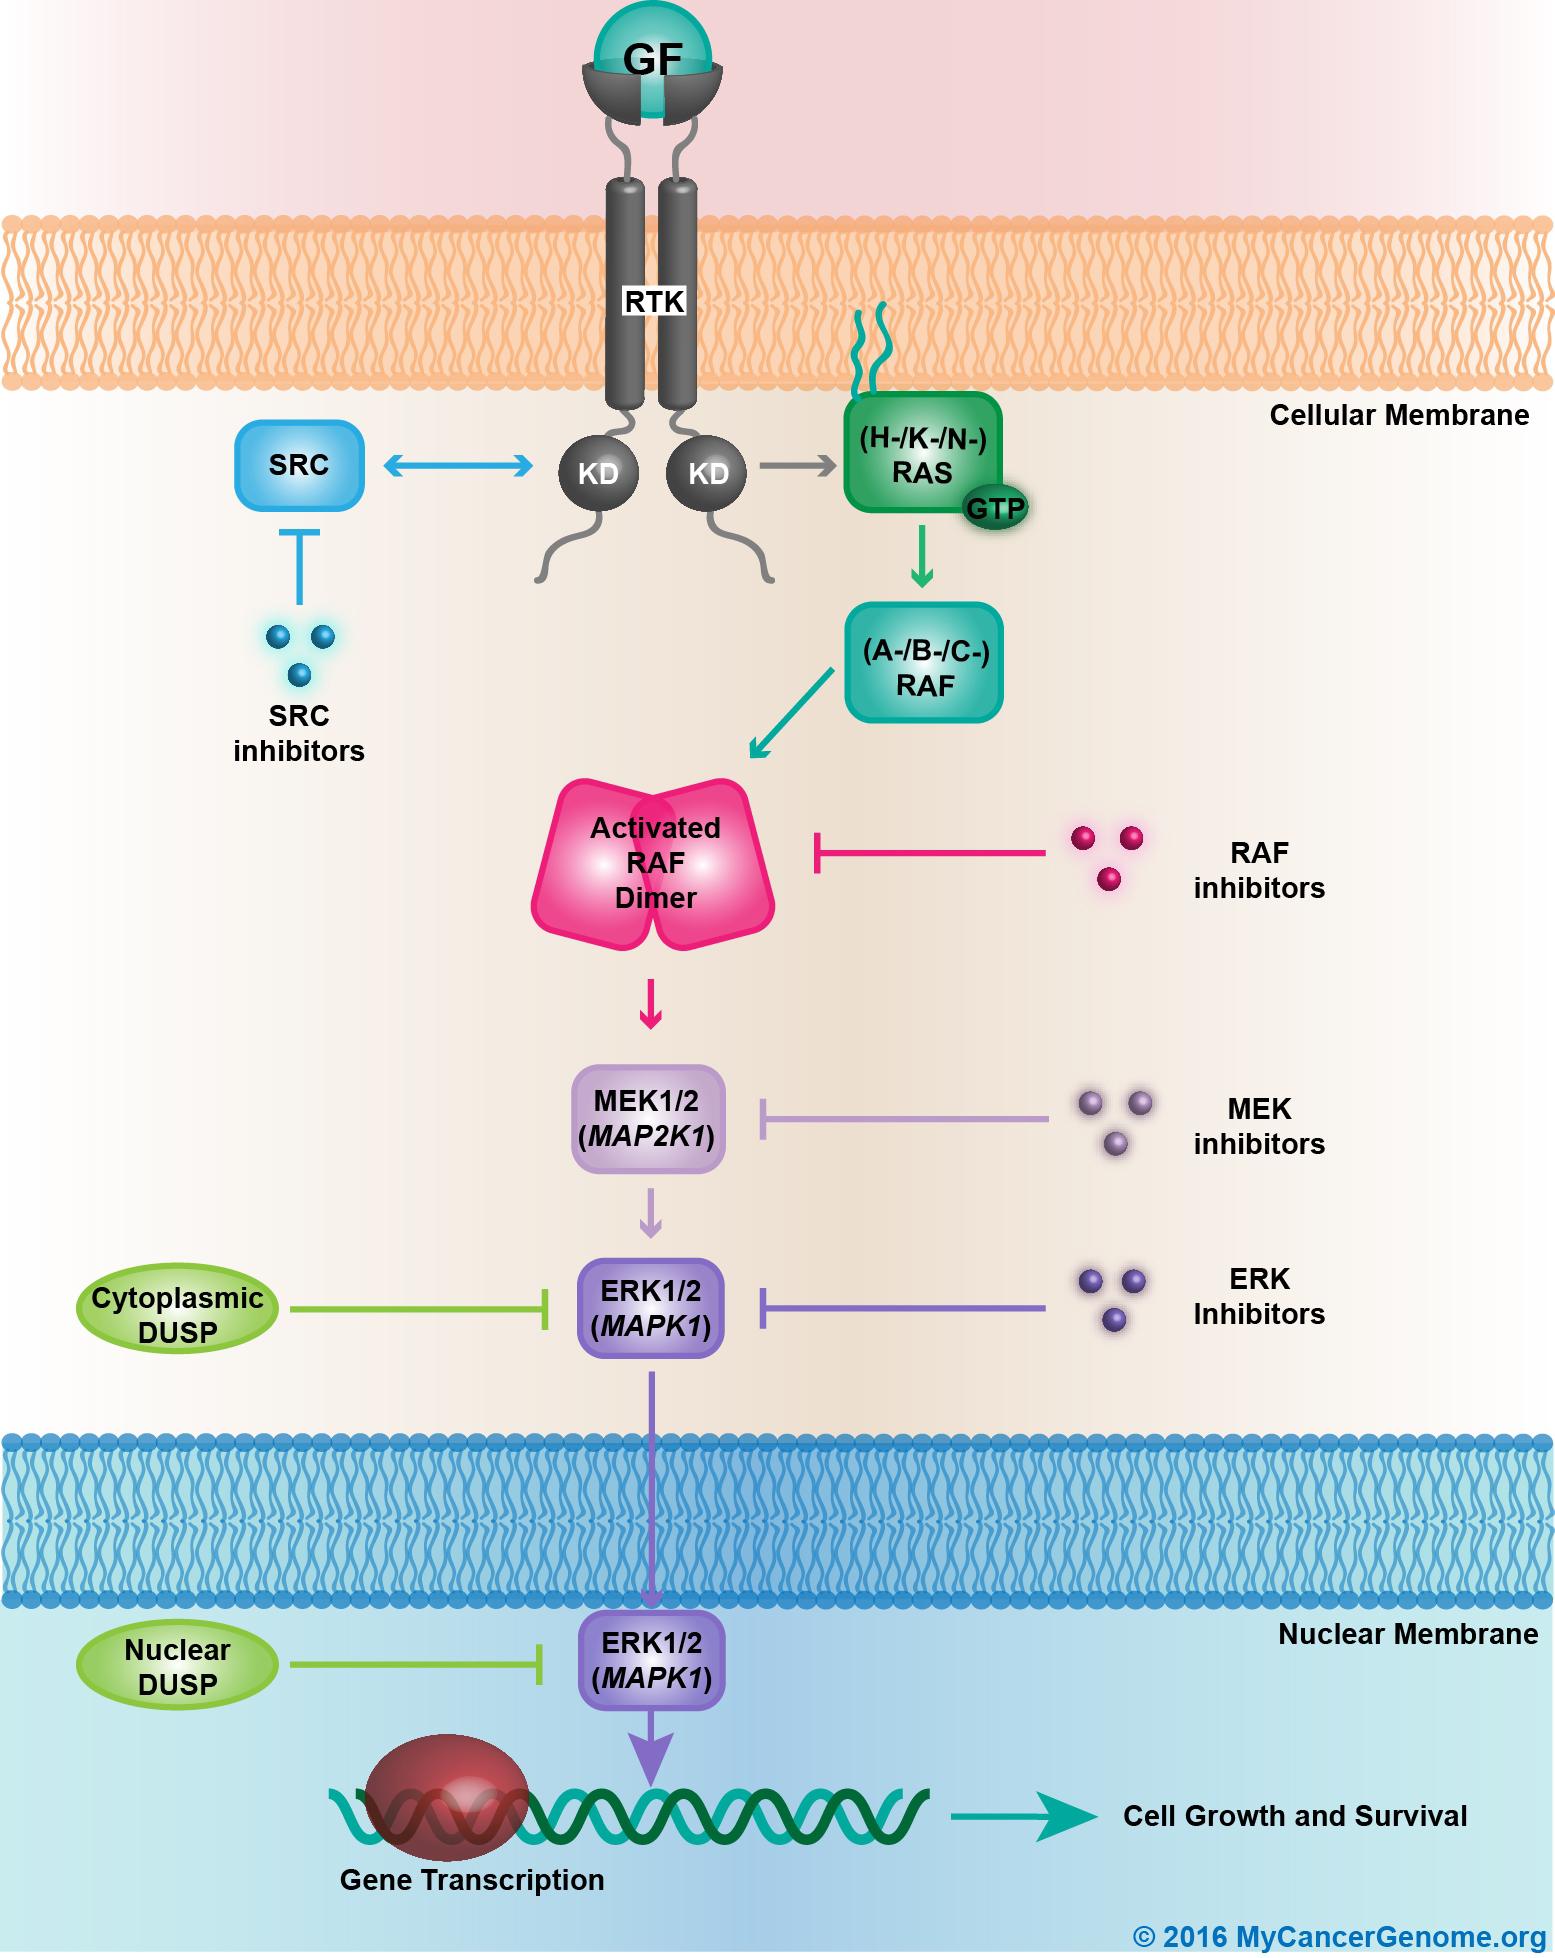 GF
RTK
Cellular Membrane
SRC
KD
KD
(H-/K-/N-)
RAS
GTP
(A-/B-/C-)
RAF
SRC
inhibitors
Activated
RAF
Dimer
RAF
inhibitors
MEK1/2
(MAP2K1)
MEK
inhibitors
Cytoplasmic
DUSP
ERK1/2
(MAPK1)
ERK
Inhibitors
Nuclear Membrane
Nuclear
DUSP
ERK1/2
(MAPK1)
Cell Growth and Survival
Gene Transcription
© 2016 MyCancerGenome.org